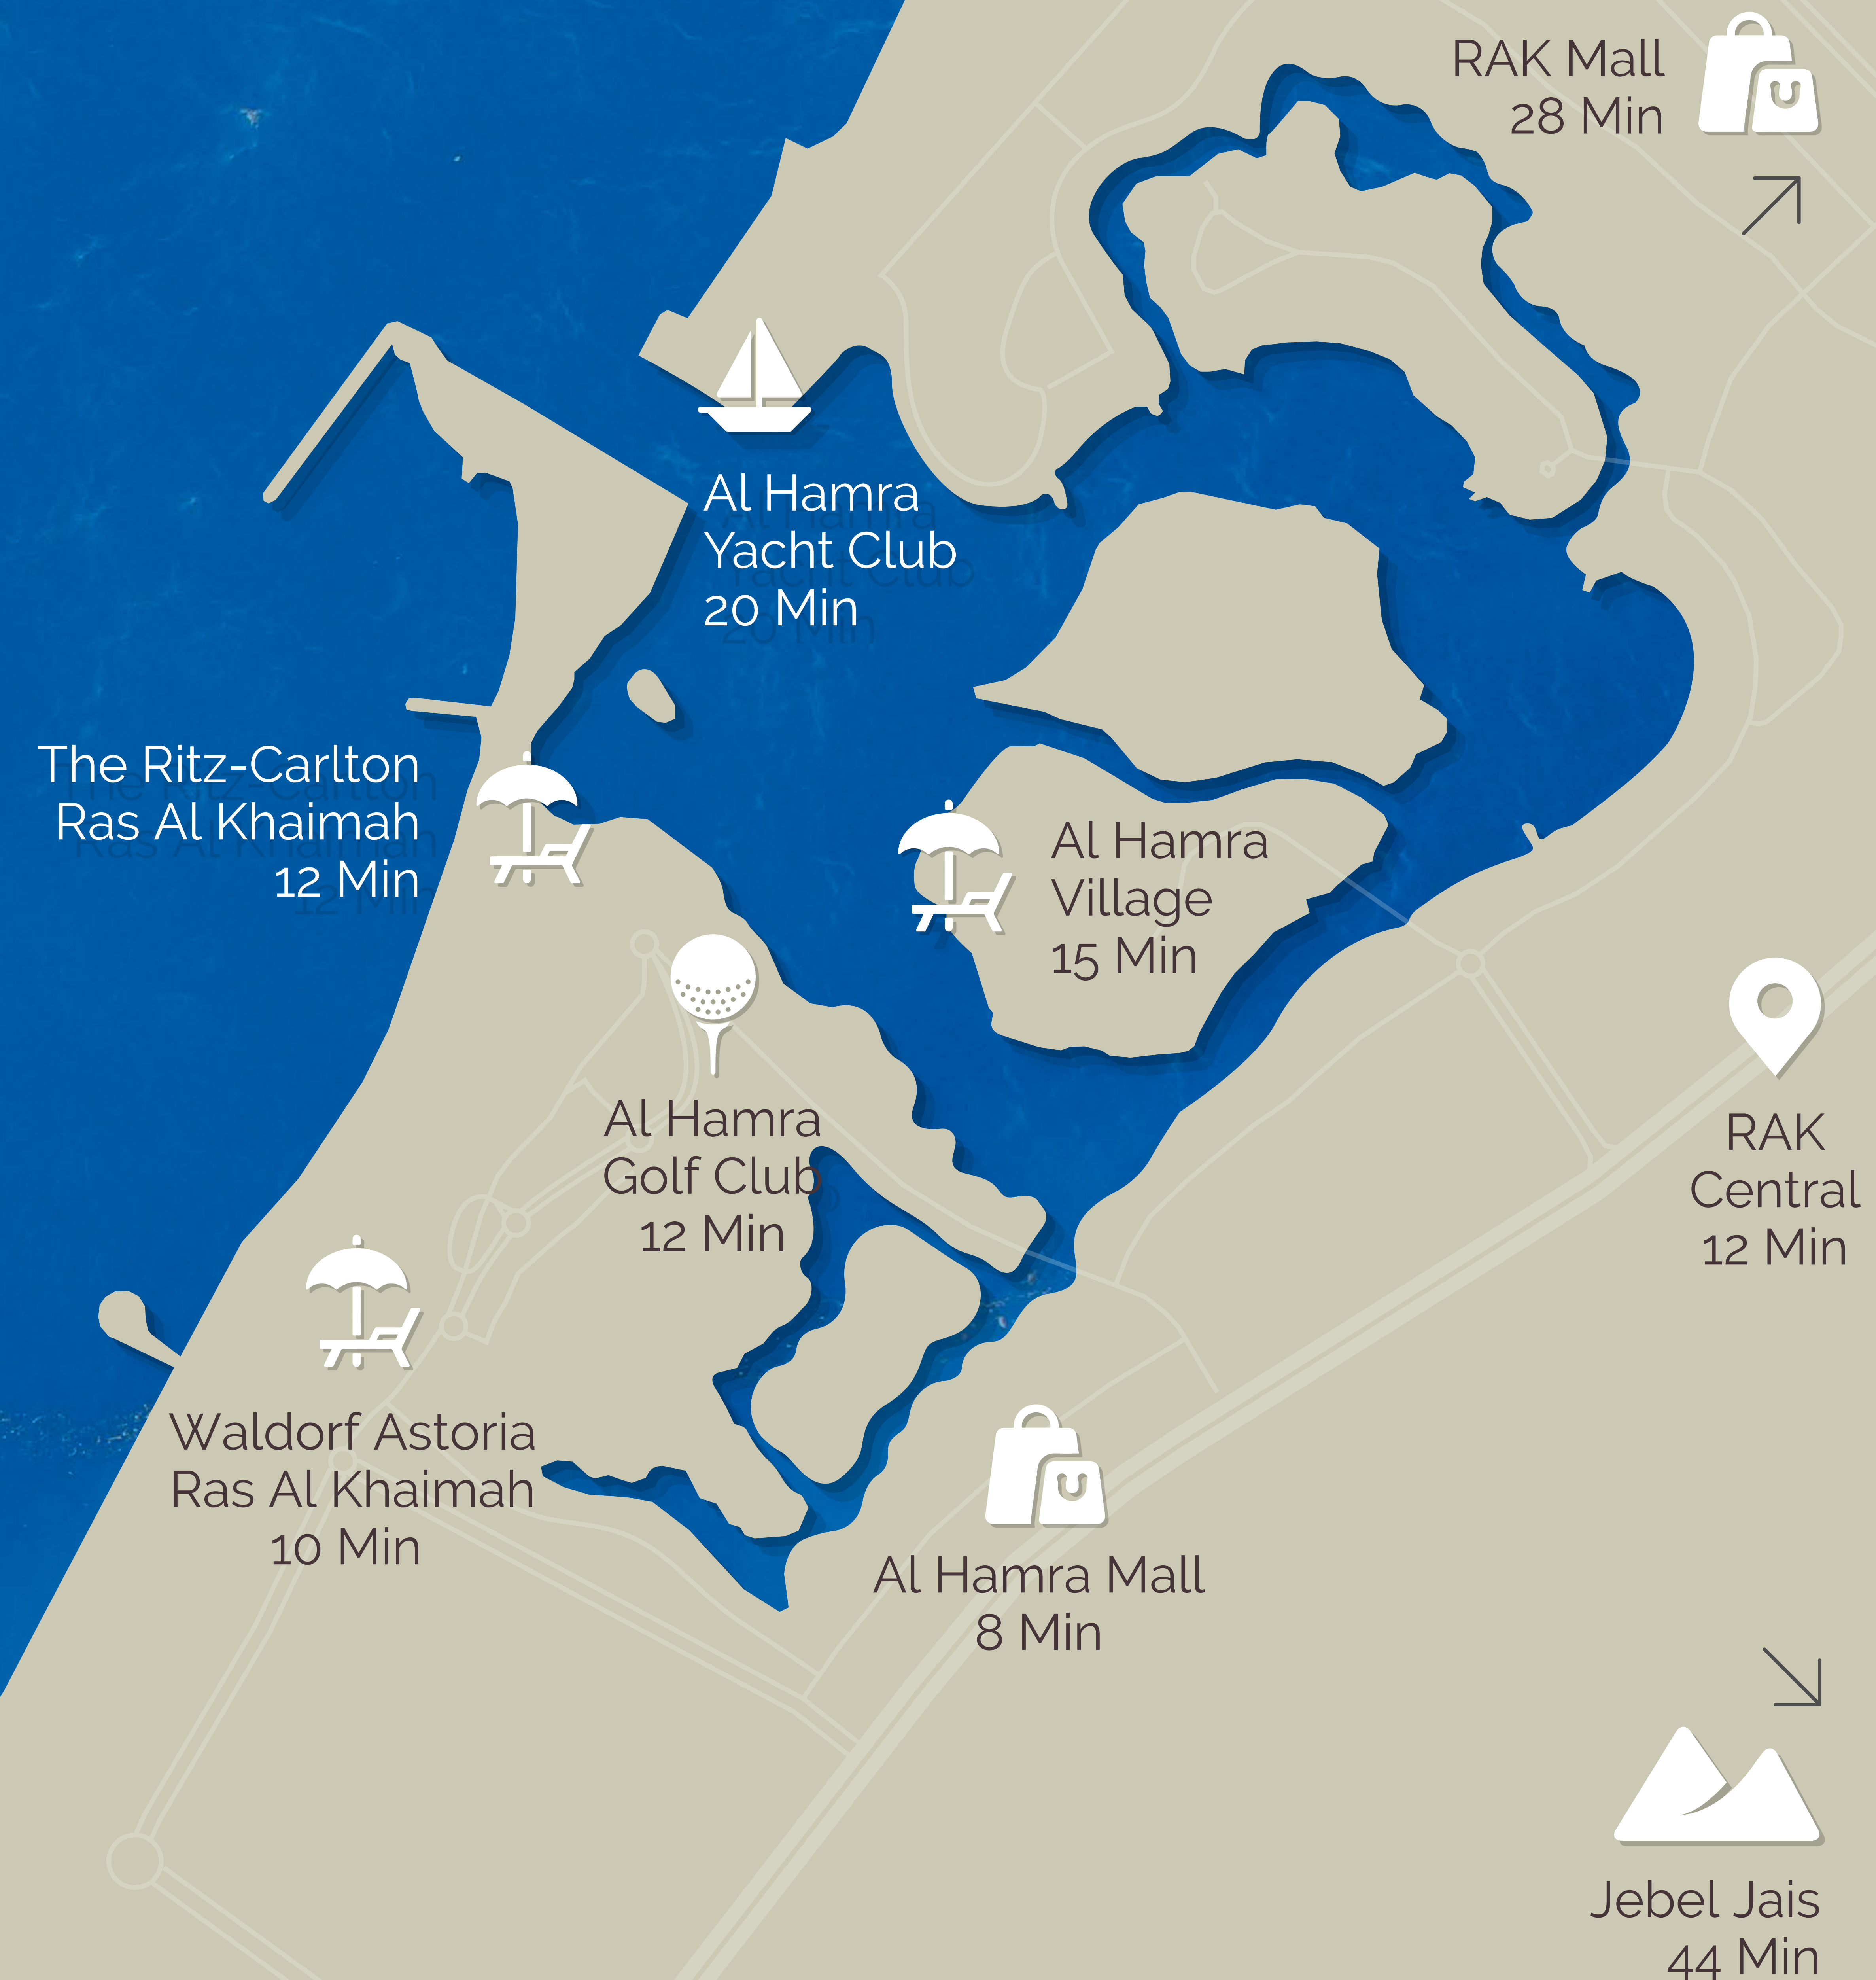 RAK Mall
28 Min
Al Hamra
Yacht Club
20 Min
The Ritz-Carlton
Ras Al Khaimah
12 Min
Al Hamra
Village
15 Min
Al Hamra
Golf Club
12 Min
RAK
Central
12 Min
Waldorf Astoria
Ras Al Khaimah
10 Min
Al Hamra Mall
8 Min
Jebel Jais
44 Min